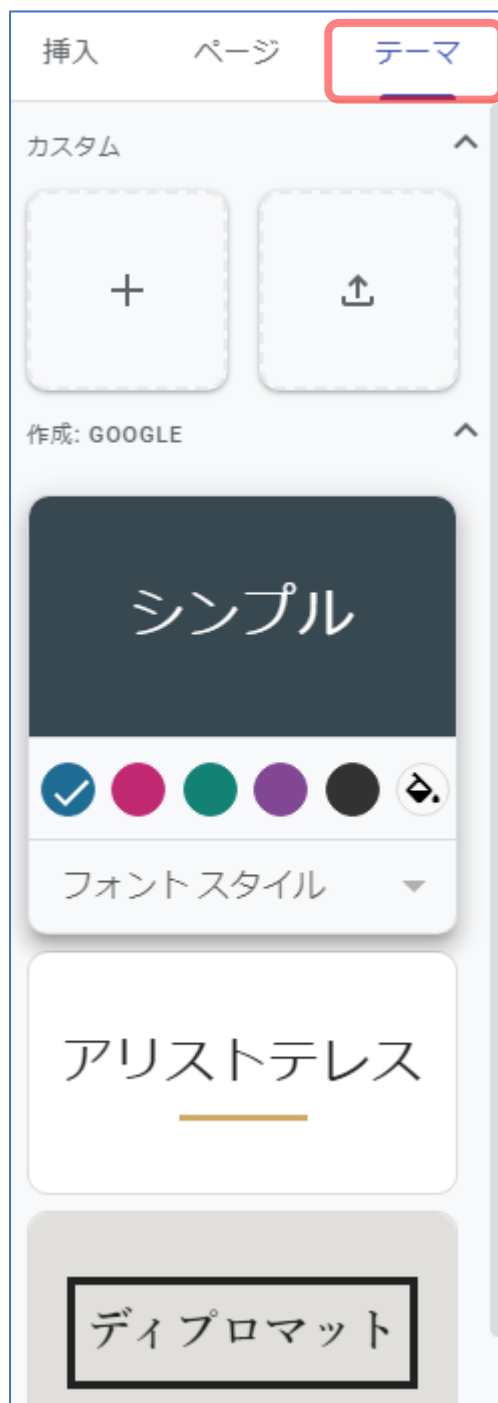 挿入 ページ テーマ
カスタム
作成: GOOGLE
シンプル
フォント スタイル
アリストテレス
ディプロマット